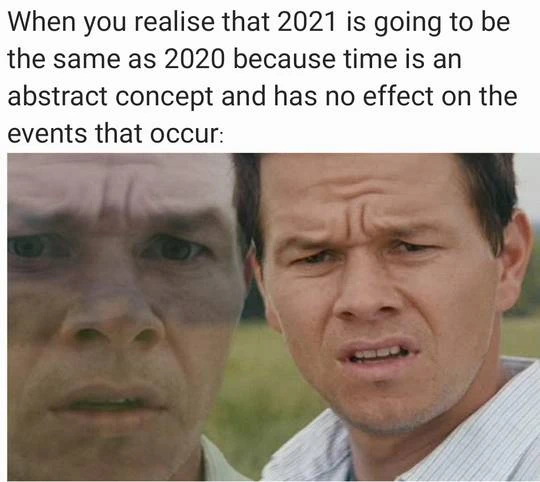 When you realise that 2021 is going to be
the same as 2020 because time is an
abstract concept and has no effect on the
events that occur: